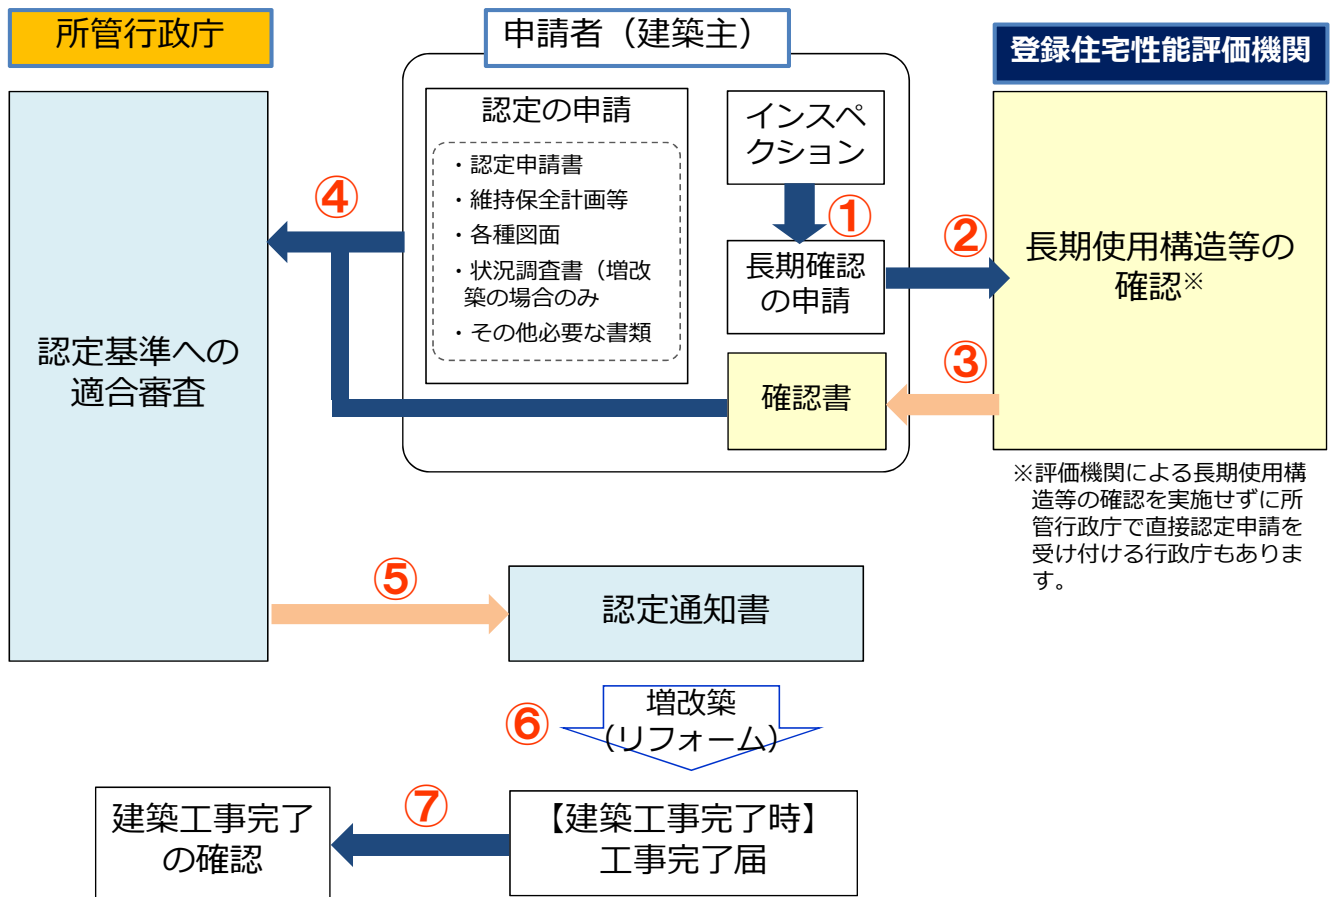 所管行政庁
申請者（建築主）
登録住宅性能評価機関
認定の申請
・認定申請書
・維持保全計画等
・各種図面
・状況調査書（増改
築の場合のみ
・その他必要な書類
インスペ
クション
①
長期確認
の申請
②
長期使用構造等の
確認※
③
確認書
④
認定基準への
適合審査
※評価機関による長期使用構
造等の確認を実施せずに所
管行政庁で直接認定申請を
受け付ける行政庁もありま
す。
⑤
認定通知書
⑥
増改築
（リフォーム）
【建築工事完了時】
工事完了届
⑦
建築工事完了
の確認